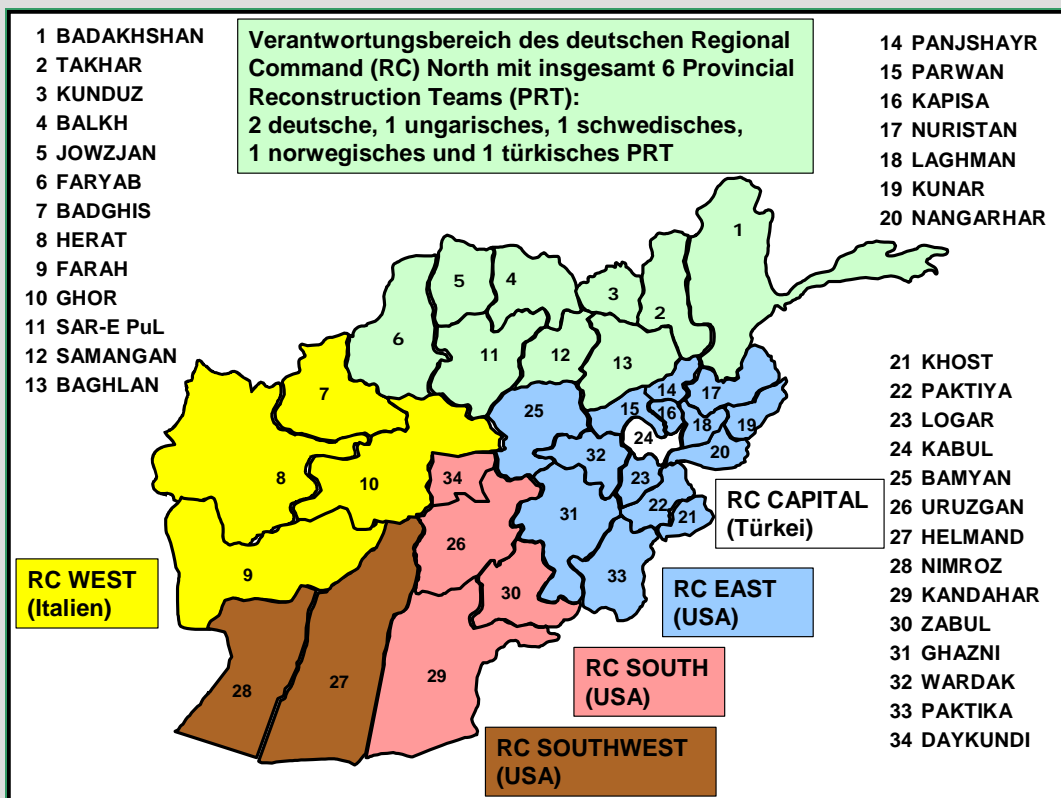 1 BADAKHSHAN
2 TAKHAR
3 KUNDUZ
4 BALKH
5 JOWZJAN
6 FARYAB
7 BADGHIS
8 HERAT
9 FARAH
10 GHOR
11 SAR-E PuL
12 SAMANGAN
13 BAGHLAN
Verantwortungsbereich des deutschen Regional
Command (RC) North mit insgesamt 6 Provincial
Reconstruction Teams (PRT):
2 deutsche, 1 ungarisches, 1 schwedisches,
1 norwegisches und 1 türkisches PRT
14 PANJSHAYR
15 PARWAN
16 KAPISA
17 NURISTAN
18 LAGHMAN
19 KUNAR
20 NANGARHAR
21 KHOST
22 PAKTIYA
23 LOGAR
24 KABUL
25 BAMYAN
26 URUZGAN
27 HELMAND
28 NIMROZ
29 KANDAHAR
30 ZABUL
31 GHAZNI
32 WARDAK
33 PAKTIKA
34 DAYKUNDI
1
5
4
3
2
6
11
12
13
7
14
17
25
15
16
18
19
24
20
32
8
10
34
23
31
22
21
26
9
33
30
28
27
29
RC CAPITAL
(Türkei)
RC WEST
(Italien)
RC EAST
(USA)
RC SOUTH
(USA)
RC SOUTHWEST
(USA)